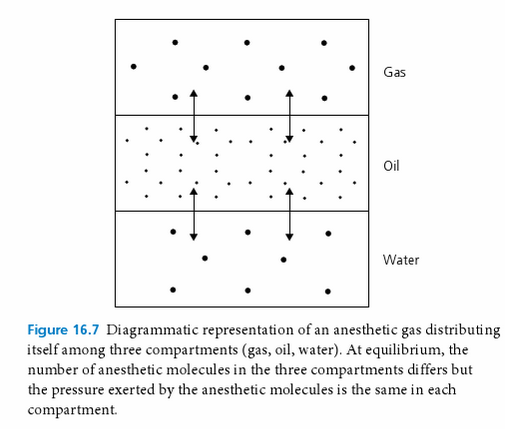 Gas
Oil
Water
Figure 16.7 Diagrammatic representation of an anesthetic gas distributing
itself among three compartments (gas, oil, water). At equilibrium, the
number of anesthetic molecules in the three compartments differs but
the pressure exerted by the anesthetic molecules is the same in each
compartment.